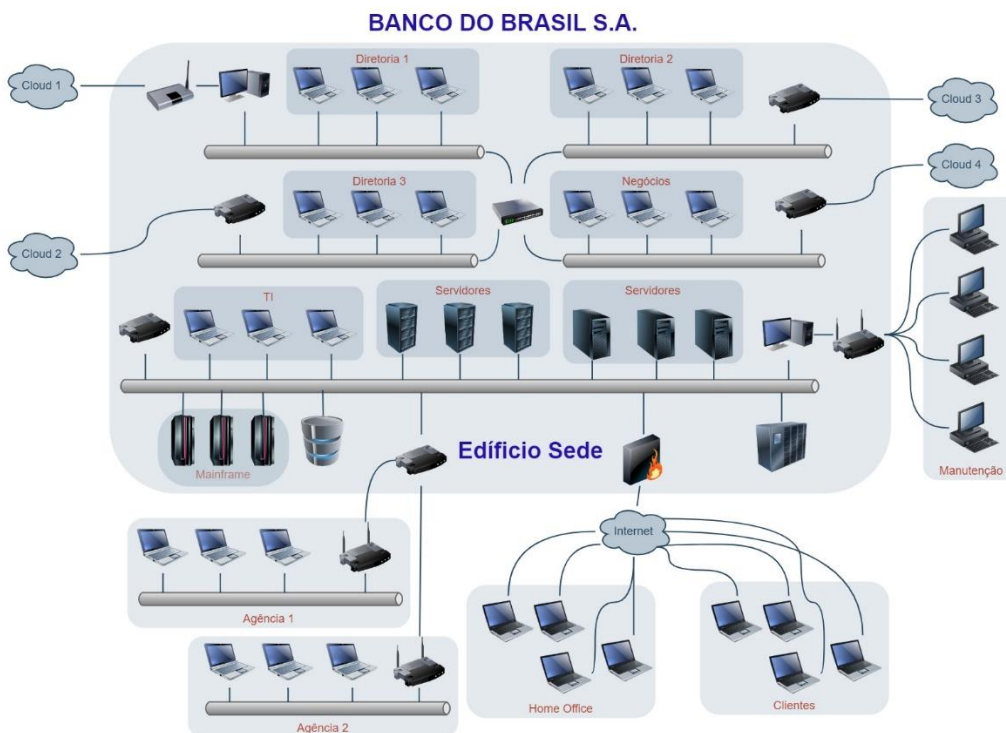 BANCO DO BRASIL S.A.
Cloud 1
Diretoria 1
Diretoria 2
Cloud 3
Cloud 4
Diretoria 3
Negócios
Cloud 2
TI
Servidores
Servidores
Mainframe
Edíficio Sede
Manutenção
Internet
Agência 1
Home Office
Clientes
Agência 2